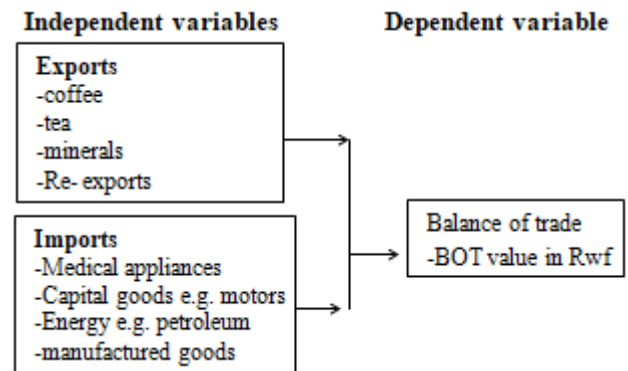 Independent variables
Dependent variable
Exports
-coffee
-tea
-minerals
-Re- exports
Imports
-Medical appliances
-Capital goods e.g. motors
-Energy e.g. petroleum
-manufactured goods
Balance of trade
-BOT value in Rwf